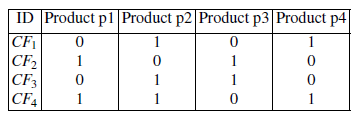 ID Product p1 Product p2 Product p3 Product p4
CF1 0 1 0 1
CF2 1 0 1 0
CF3 0 1 1 0
CF4 1 1 0 1